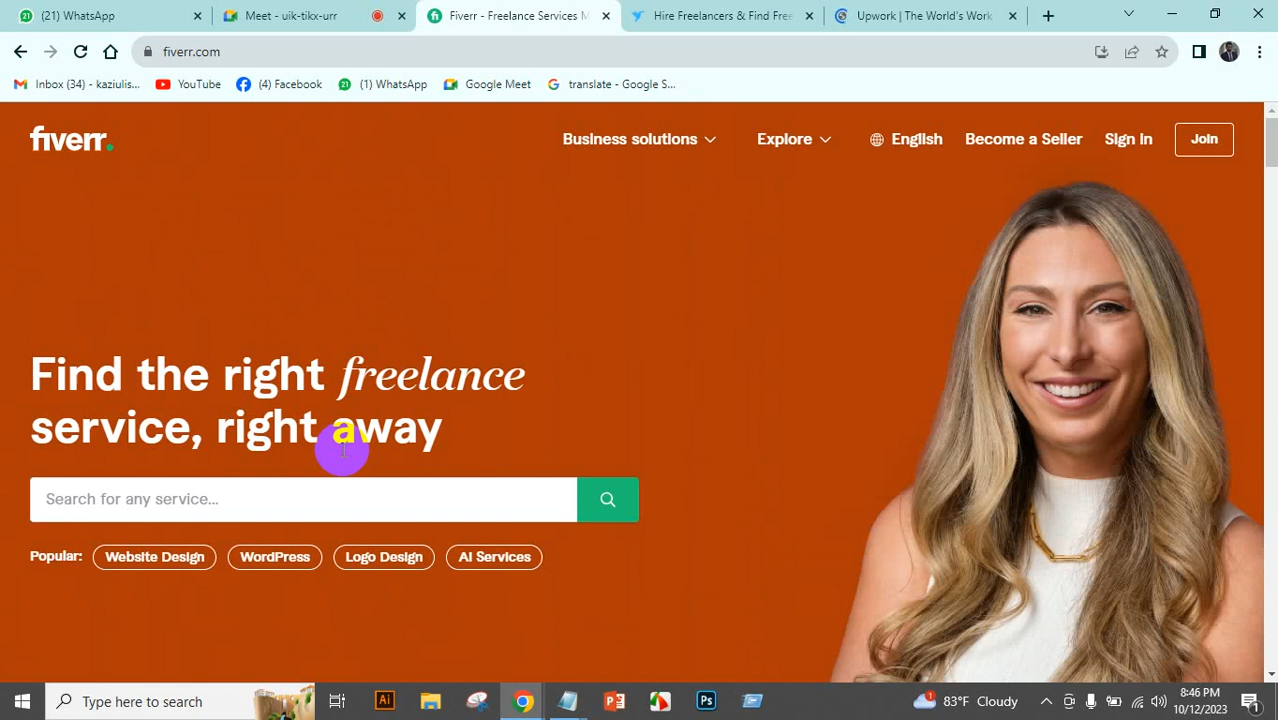 (21) WhatsApp
Meet - uik-tikx-urr
Fiverr - Freelance Services M
Hire Freelancers & Find Free
Upwork | The World's Work
fiverr.com
Inbox (34) - kaziulis...
YouTube
(4) Facebook
(1) WhatsApp
Google Meet
translate - Google S...
fiverr.
Business solutions
Explore
English
Become a Seller
Sign In
Join
Find the right freelance
service, right away
Search for any service...
Popular:
Website Design
WordPress
Logo Design
AI Services
Type here to search
83°F Cloudy
8:46 PM
10/12/2023